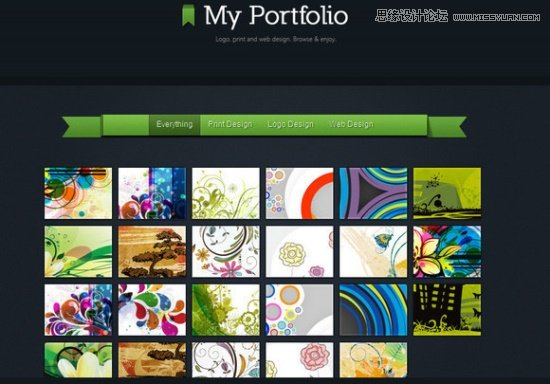 思缘设计论坛 WWW.MISSYUAN.COM
My Portfolio
Logo, print and web design. Browse & enjoy.
Everything Print Design Logo Design Web Design